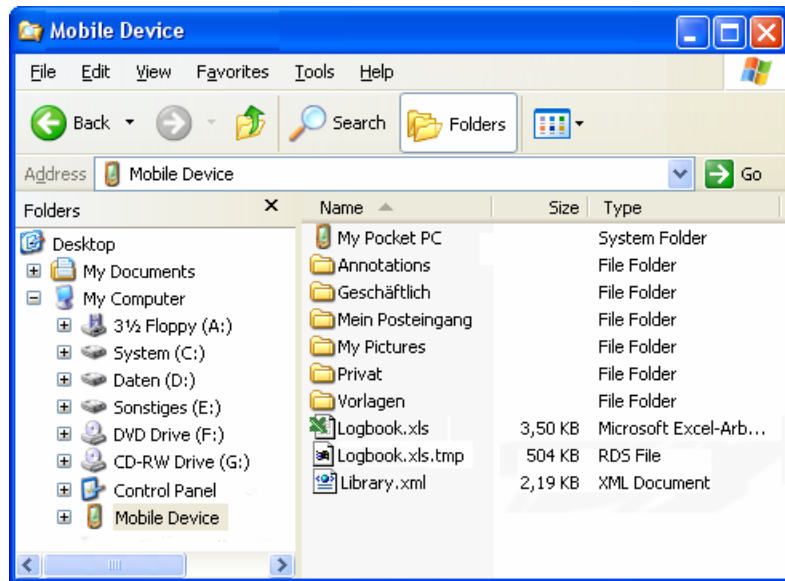 Mobile Device
File Edit View Favorites Tools Help
Back Search Folders
Address Mobile Device Go
Folders
Desktop
My Documents
My Computer
3½ Floppy (A:)
System (C:)
Daten (D:)
Sonstiges (E:)
DVD Drive (F:)
CD-RW Drive (G:)
Control Panel
Mobile Device
Name Size Type
My Pocket PC System Folder
Annotations File Folder
Geschäftlich File Folder
Mein Posteingang File Folder
My Pictures File Folder
Privat File Folder
Vorlagen File Folder
Logbook.xls 3,50 KB Microsoft Excel-Arb...
Logbook.xls.tmp 504 KB RDS File
Library.xml 2,19 KB XML Document